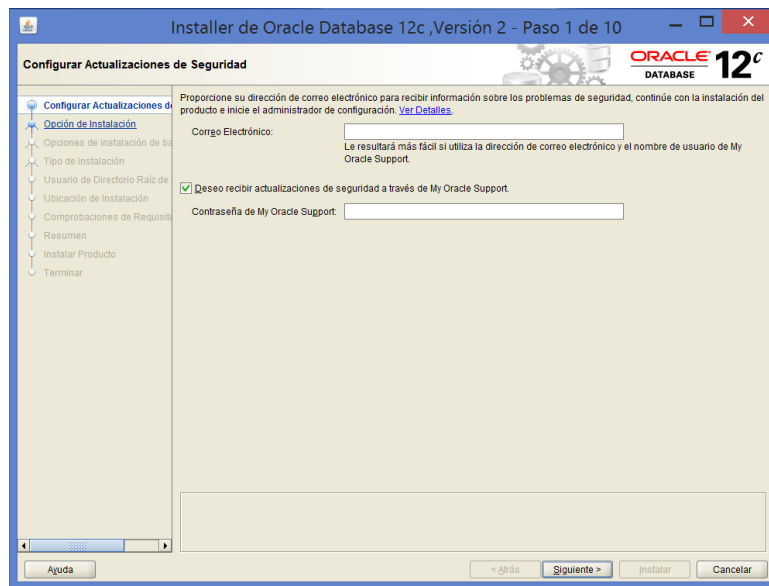 Installer de Oracle Database 12c ,Versión 2 - Paso 1 de 10
Configurar Actualizaciones de Seguridad
ORACLE
DATABASE
12c
Configurar Actualizaciones de
Opción de Instalación
Opciones de instalación de ba
Tipo de Instalación
Usuario de Directorio Raíz de
Ubicación de Instalación
Comprobaciones de Requisit
Resumen
Instalar Producto
Terminar
Proporcione su dirección de correo electrónico para recibir información sobre los problemas de seguridad, continúe con la instalación del
producto e inicie el administrador de configuración. Ver Detalles.
Correo Electrónico:
Le resultará más fácil si utiliza la dirección de correo electrónico y el nombre de usuario de My
Oracle Support.
Deseo recibir actualizaciones de seguridad a través de My Oracle Support.
Contraseña de My Oracle Support:
Ayuda
< Atrás
Siguiente >
Instalar
Cancelar